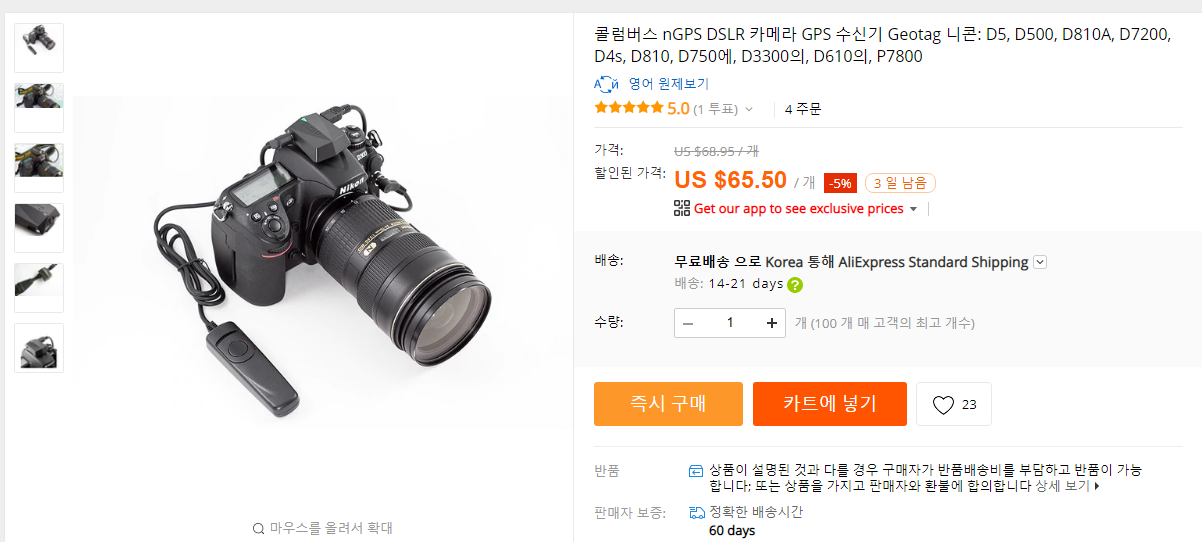 콜럼버스 nGPS DSLR 카메라 GPS 수신기 Geotag 니콘: D5, D500, D810A, D7200,
D4s, D810, D750에, D3300의, D610의, P7800
영어 원제보기
5.0 (1 투표) 4 주문
가격: US $68.95 / 개
할인된 가격: US $65.50 / 개 -5% 3 일 남음
Get our app to see exclusive prices
배송: 무료배송 으로 Korea 통해 AliExpress Standard Shipping
배송: 14-21 days ?
수량: 1 개 (100 개 매 고객의 최고 개수)
즉시 구매 카트에 넣기 23
반품 상품이 설명된 것과 다를 경우 구매자가 반품배송비를 부담하고 반품이 가능
합니다; 또는 상품을 가지고 판매자와 환불에 합의합니다 상세 보기
판매자 보증: 정확한 배송시간
60 days
Nikon
마우스를 올려서 확대